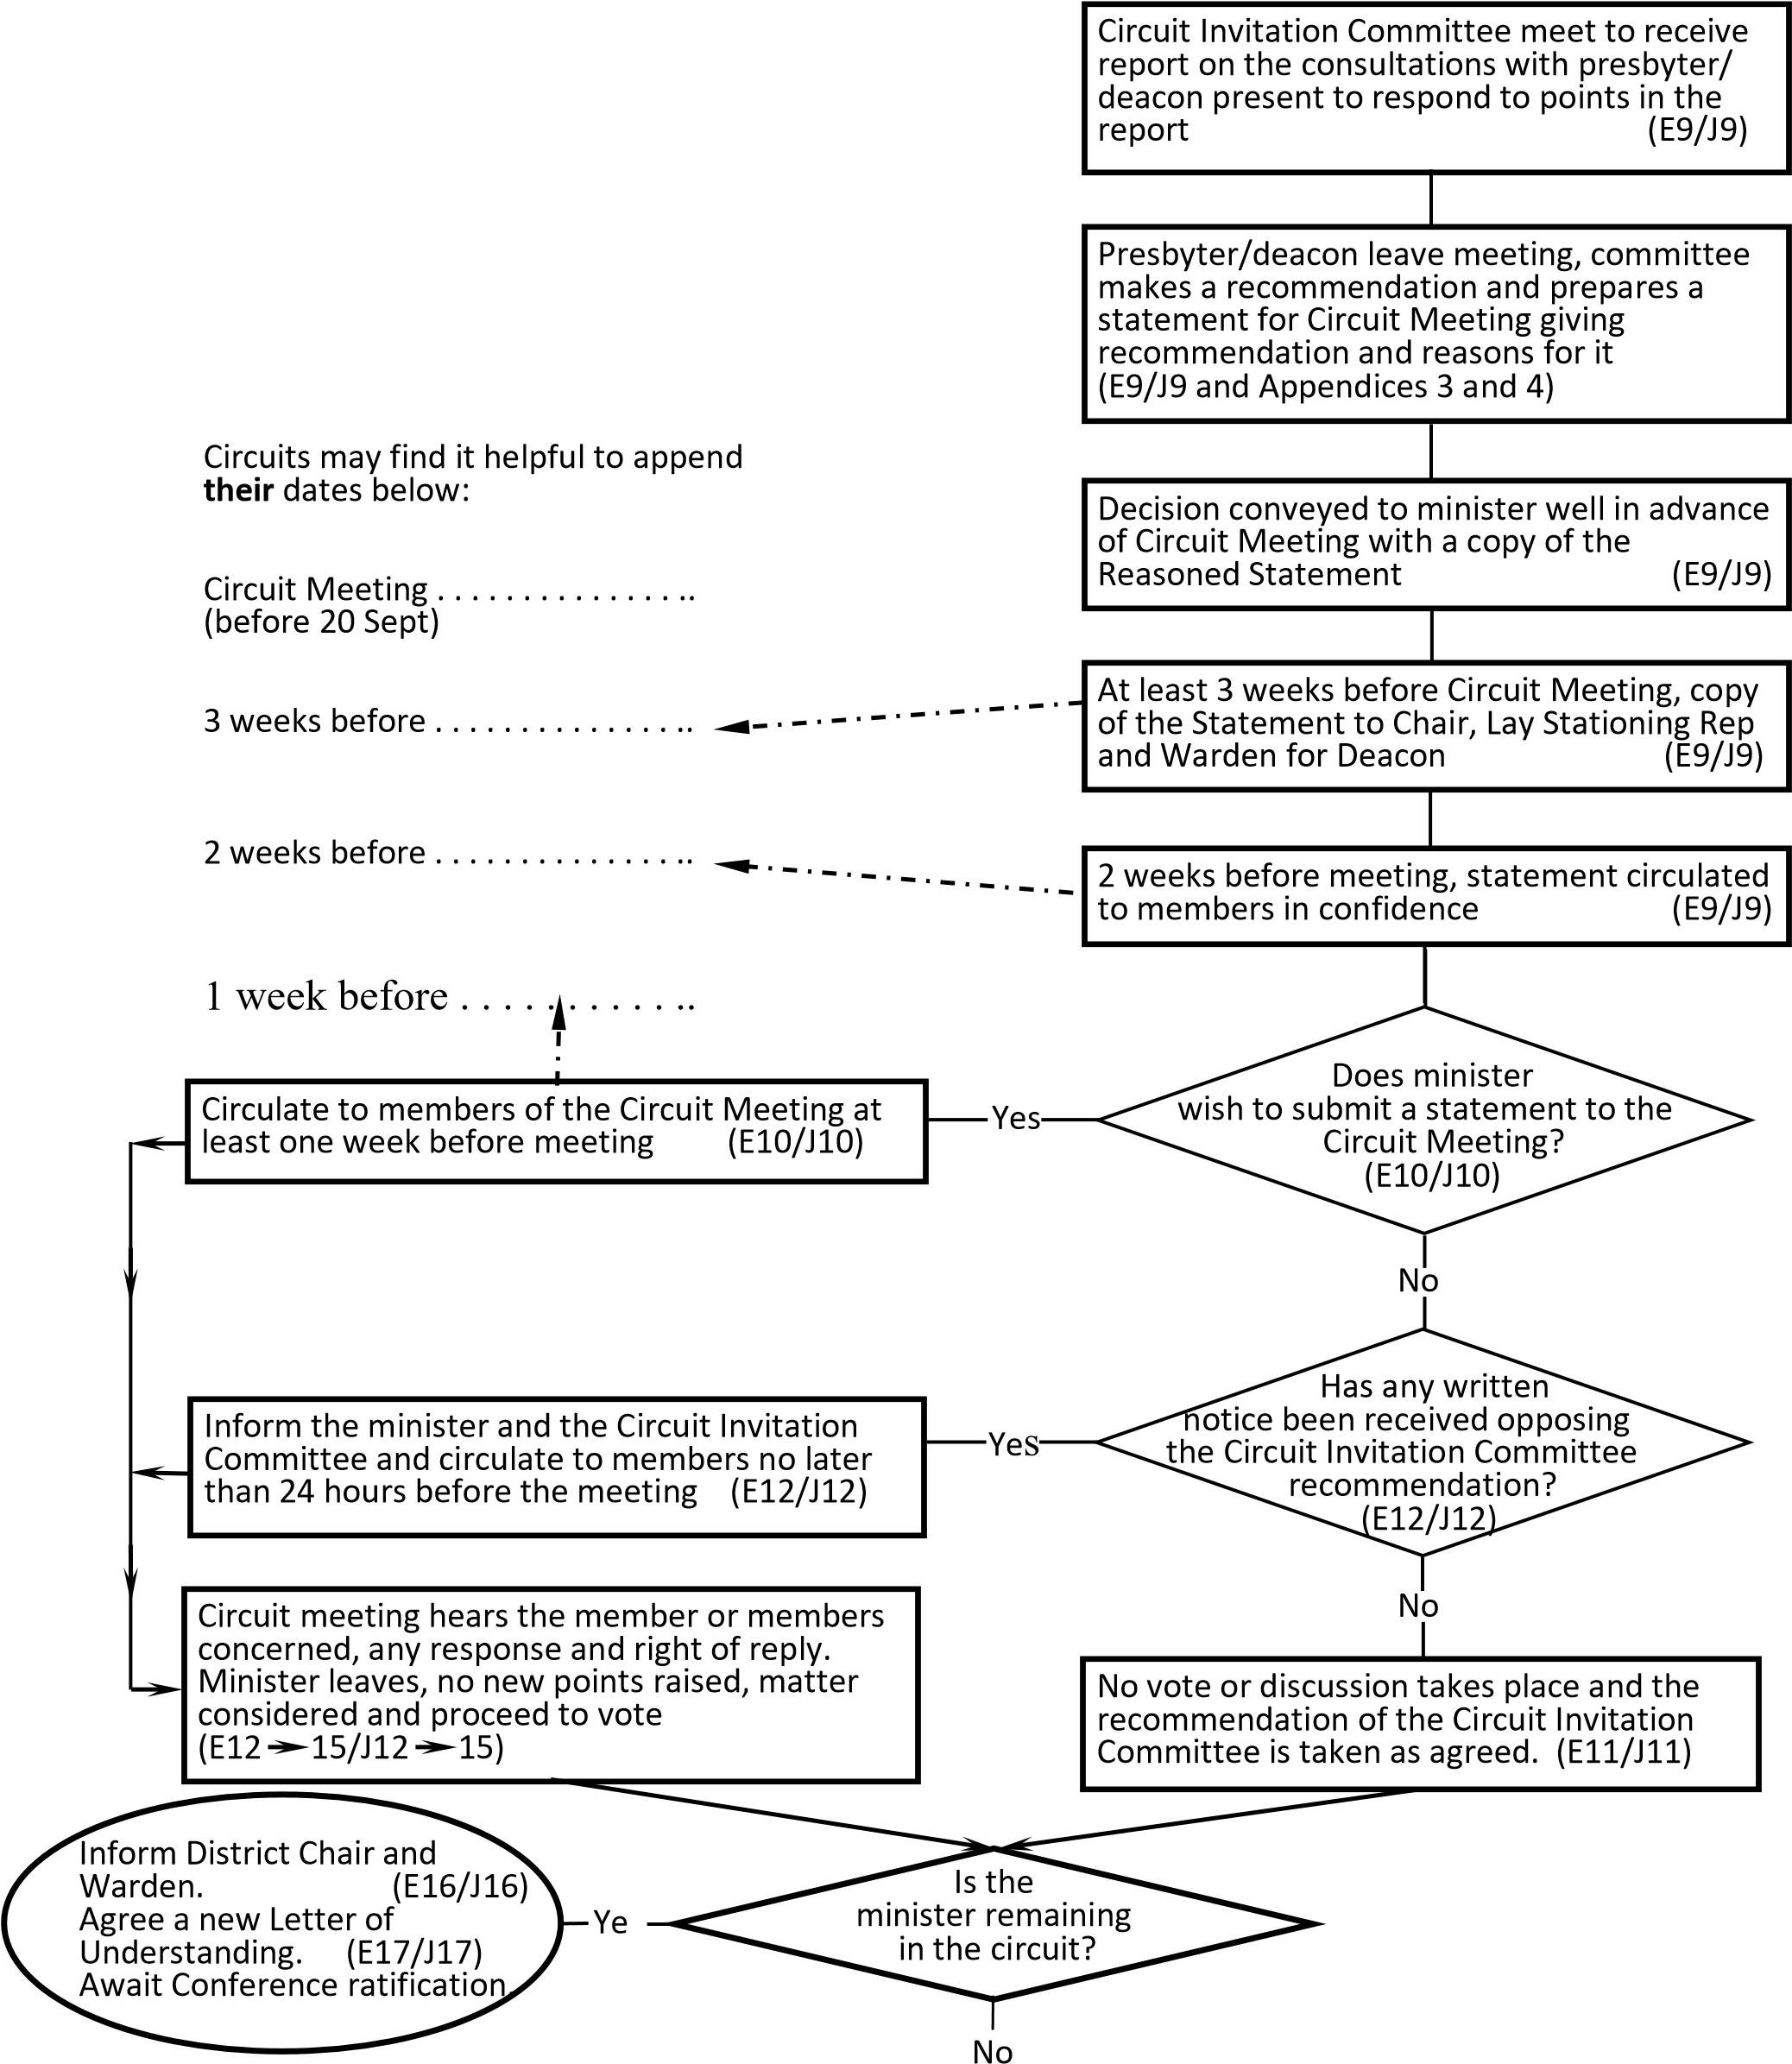 Circuit Invitation Committee meet to receive
report on the consultations with presbyter/
deacon present to respond to points in the
report (E9/J9)
Presbyter/deacon leave meeting, committee
makes a recommendation and prepares a
statement for Circuit Meeting giving
recommendation and reasons for it
(E9/J9 and Appendices 3 and 4)
Circuits may find it helpful to append
their dates below:
Decision conveyed to minister well in advance
of Circuit Meeting with a copy of the
Reasoned Statement (E9/J9)
Circuit Meeting . . . . . . . . . . . . . . ..
(before 20 Sept)
At least 3 weeks before Circuit Meeting, copy
of the Statement to Chair, Lay Stationing Rep
and Warden for Deacon (E9/J9)
3 weeks before . . . . . . . . . . . . . . ..
2 weeks before . . . . . . . . . . . . . . ..
2 weeks before meeting, statement circulated
to members in confidence (E9/J9)
1 week before . . . . . . . . . . ..
Does minister
wish to submit a statement to the
Circuit Meeting?
(E10/J10)
Yes
Circulate to members of the Circuit Meeting at
least one week before meeting (E10/J10)
No
Has any written
notice been received opposing
the Circuit Invitation Committee
recommendation?
(E12/J12)
Yes
Inform the minister and the Circuit Invitation
Committee and circulate to members no later
than 24 hours before the meeting (E12/J12)
No
Circuit meeting hears the member or members
concerned, any response and right of reply.
Minister leaves, no new points raised, matter
considered and proceed to vote
(E12 → 15/J12 → 15)
No vote or discussion takes place and the
recommendation of the Circuit Invitation
Committee is taken as agreed. (E11/J11)
Is the
minister remaining
in the circuit?
Ye
Inform District Chair and
Warden. (E16/J16)
Agree a new Letter of
Understanding. (E17/J17)
Await Conference ratification.
No